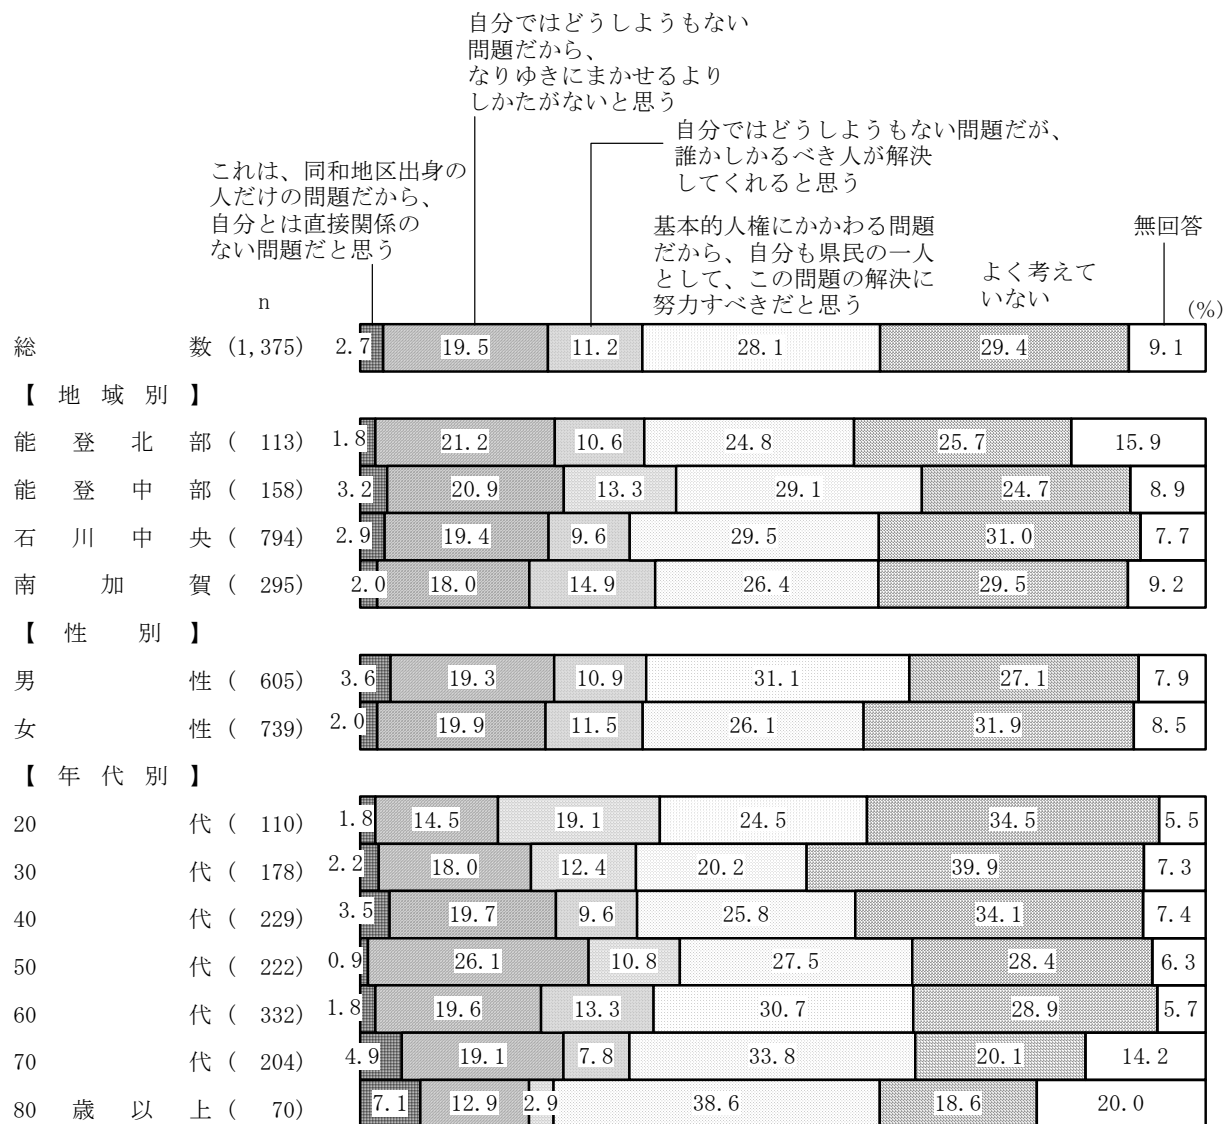 自分ではどうしようもない
問題だから、
なりゆきにまかせるより
しかたがないと思う
自分ではどうしようもない問題だが、
誰かしかるべき人が解決
してくれると思う
これは、同和地区出身の
人だけの問題だから、
自分とは直接関係の
ない問題だと思う
基本的人権にかかわる問題
だから、自分も県民の一人
として、この問題の解決に
努力すべきだと思う
よく考えて
いない
無回答
n
(%)
総数(1,375) 2.7 19.5 11.2 28.1 29.4 9.1
【地域別】
能登北部( 113) 1.8 21.2 10.6 24.8 25.7 15.9
能登中部( 158) 3.2 20.9 13.3 29.1 24.7 8.9
石川中央( 794) 2.9 19.4 9.6 29.5 31.0 7.7
南加賀( 295) 2.0 18.0 14.9 26.4 29.5 9.2
【性別】
男性( 605) 3.6 19.3 10.9 31.1 27.1 7.9
女性( 739) 2.0 19.9 11.5 26.1 31.9 8.5
【年代別】
20代( 110) 1.8 14.5 19.1 24.5 34.5 5.5
30代( 178) 2.2 18.0 12.4 20.2 39.9 7.3
40代( 229) 3.5 19.7 9.6 25.8 34.1 7.4
50代( 222) 0.9 26.1 10.8 27.5 28.4 6.3
60代( 332) 1.8 19.6 13.3 30.7 28.9 5.7
70代( 204) 4.9 19.1 7.8 33.8 20.1 14.2
80歳以上( 70) 7.1 12.9 2.9 38.6 18.6 20.0